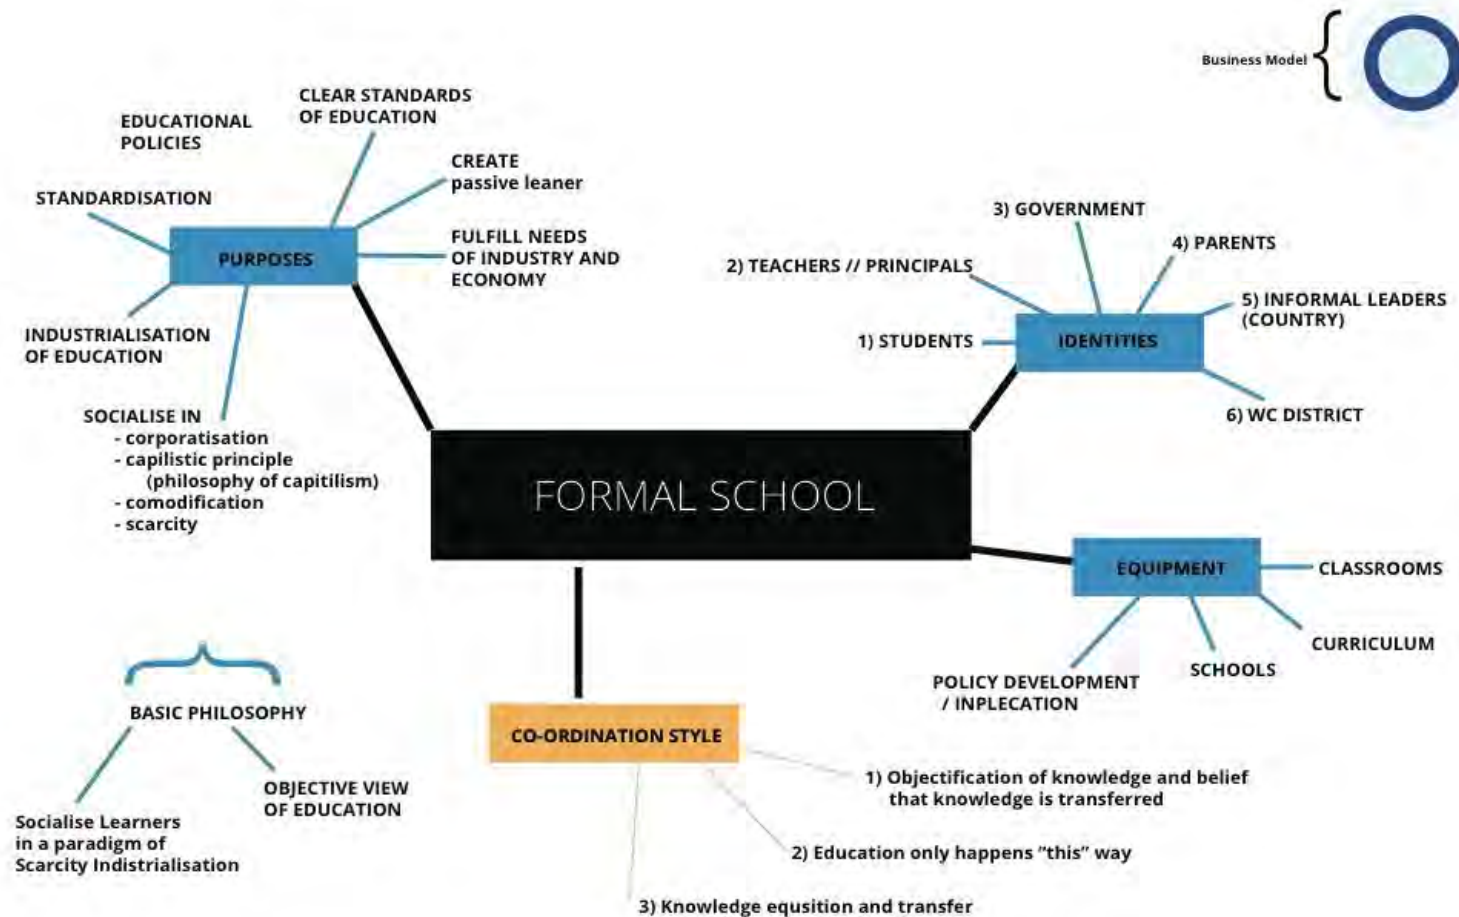 Business Model
EDUCATIONAL
POLICIES
CLEAR STANDARDS
OF EDUCATION
CREATE
passive leaner
STANDARDISATION
FULFILL NEEDS
OF INDUSTRY AND
ECONOMY
PURPOSES
INDUSTRIALISATION
OF EDUCATION
SOCIALISE IN
- corporatisation
- capilistic principle
(philosophy of capitilism)
- comodification
- scarcity
3) GOVERNMENT
4) PARENTS
2) TEACHERS // PRINCIPALS
5) INFORMAL LEADERS
(COUNTRY)
1) STUDENTS
IDENTITIES
6) WC DISTRICT
FORMAL SCHOOL
EQUIPMENT
CLASSROOMS
CURRICULUM
SCHOOLS
POLICY DEVELOPMENT
/ INPLECATION
BASIC PHILOSOPHY
OBJECTIVE VIEW
OF EDUCATION
Socialise Learners
in a paradigm of
Scarcity Indistrialisation
CO-ORDINATION STYLE
1) Objectification of knowledge and belief
that knowledge is transferred
2) Education only happens “this” way
3) Knowledge equsition and transfer